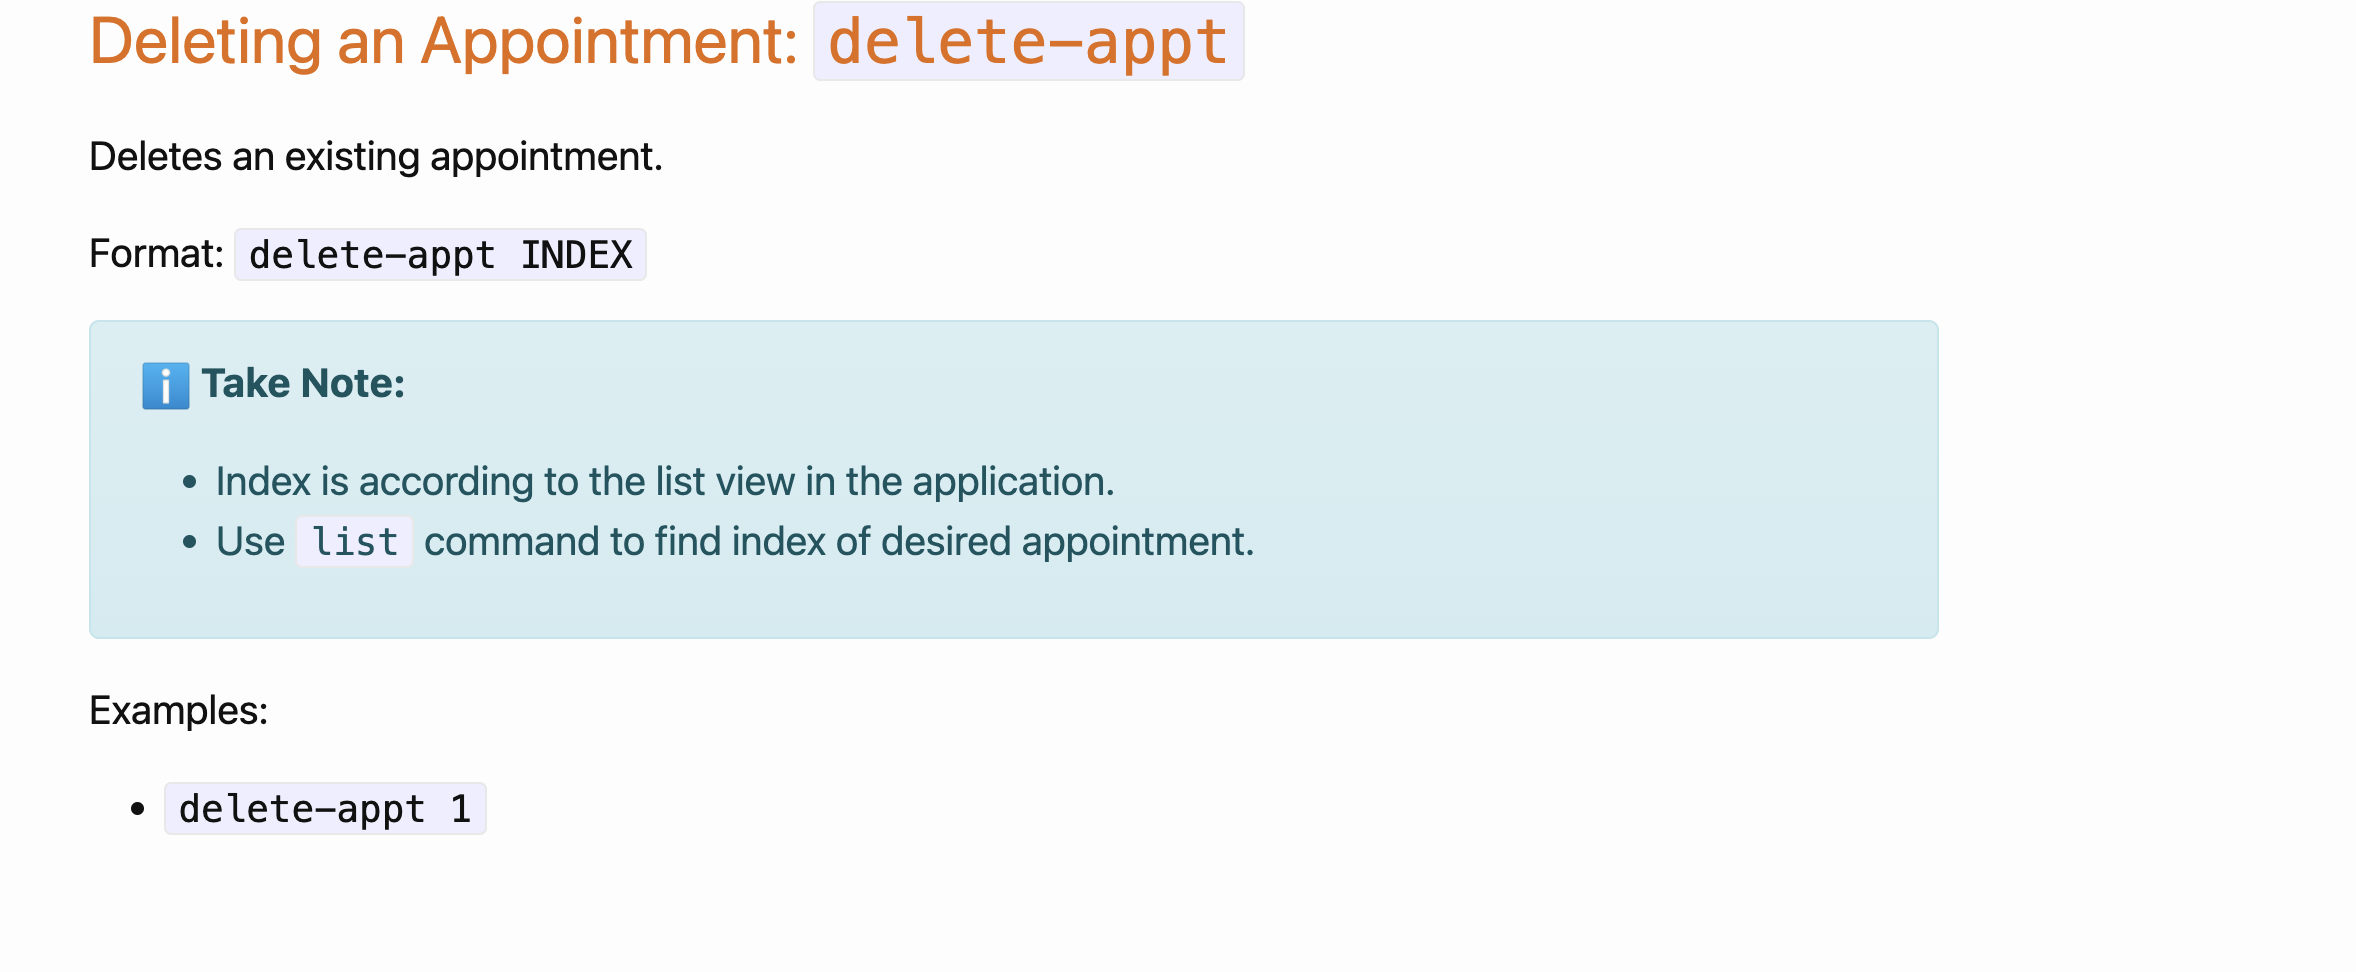 Deleting an Appointment: delete-appt
Deletes an existing appointment.
Format: delete-appt INDEX
ℹ️ Take Note:
• Index is according to the list view in the application.
• Use list command to find index of desired appointment.
Examples:
• delete-appt 1